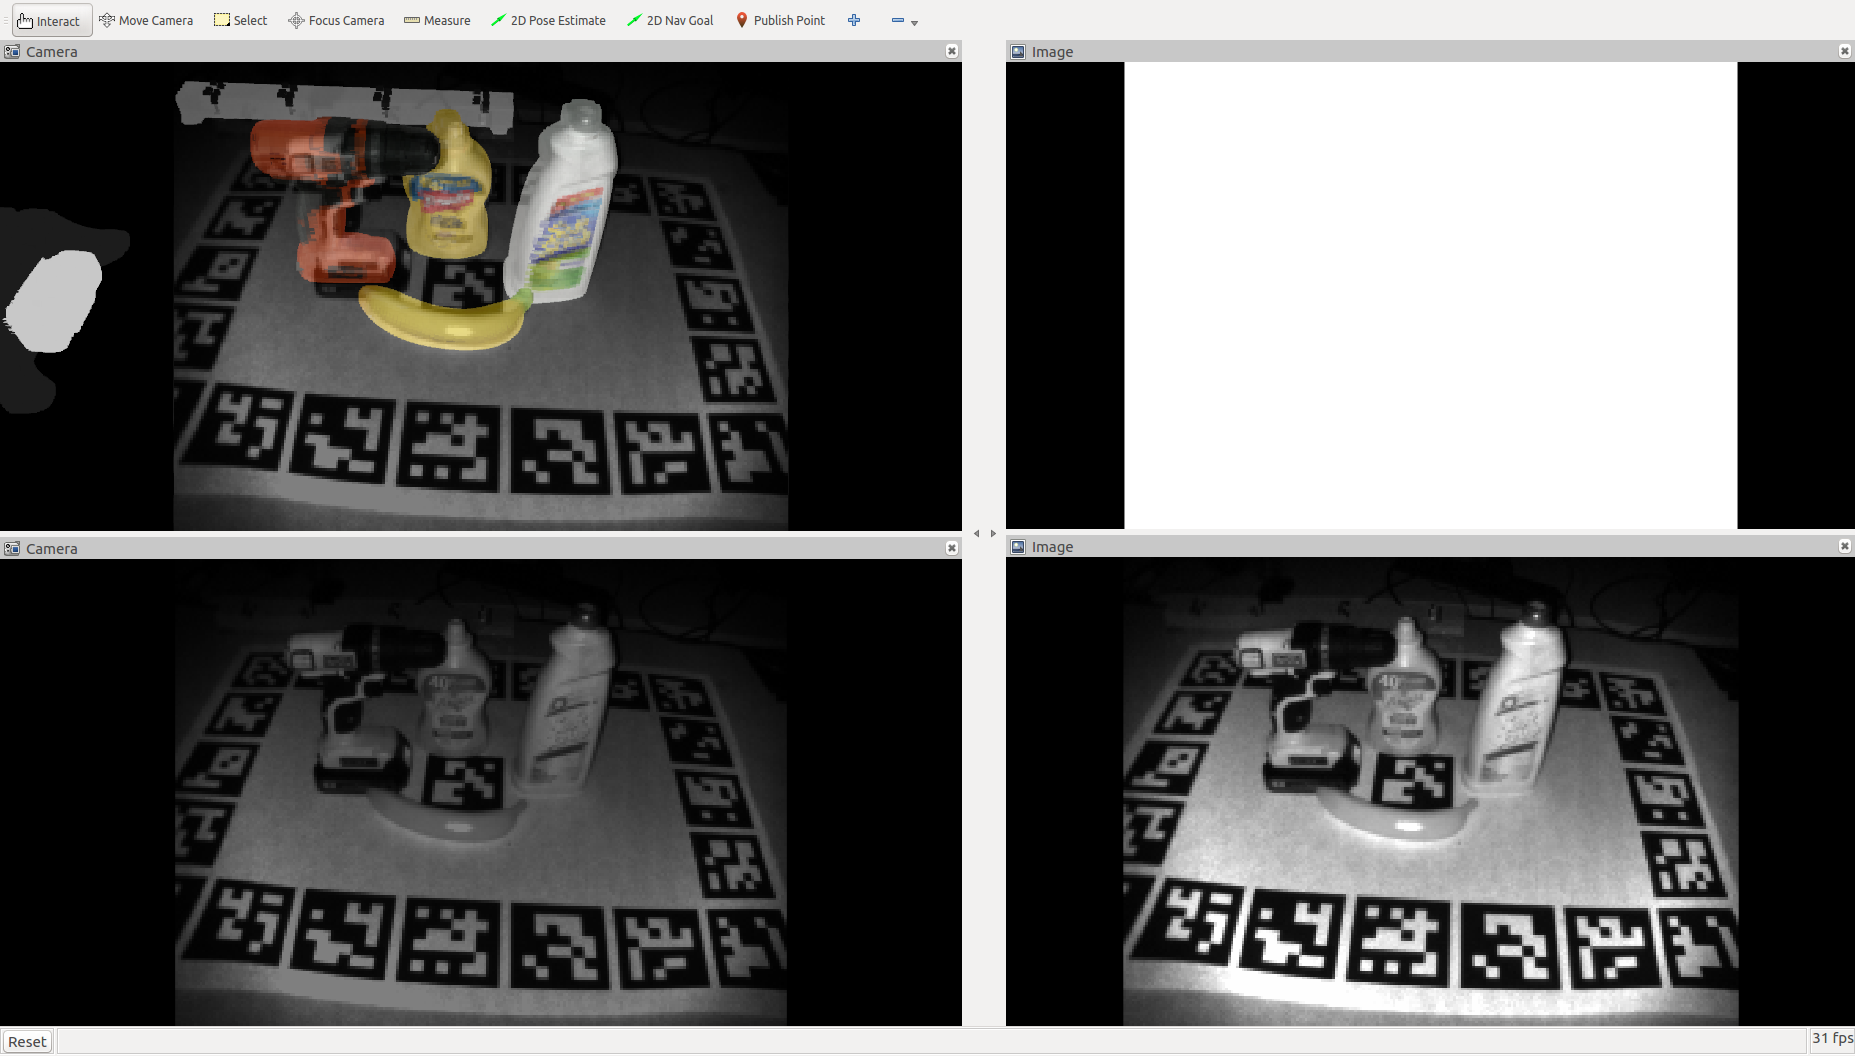 Interact Move Camera Select Focus Camera Measure 2D Pose Estimate 2D Nav Goal Publish Point
Camera
Image
Camera
Image
Reset
31 fps